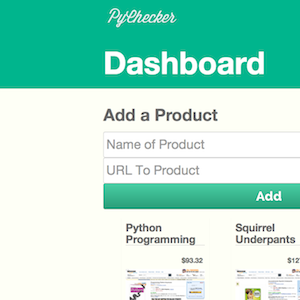 PyChecker
Dashboard
Add a Product
Name of Product
URL To Product
Add
Python
Programming
$93.32
Squirrel
Underpants